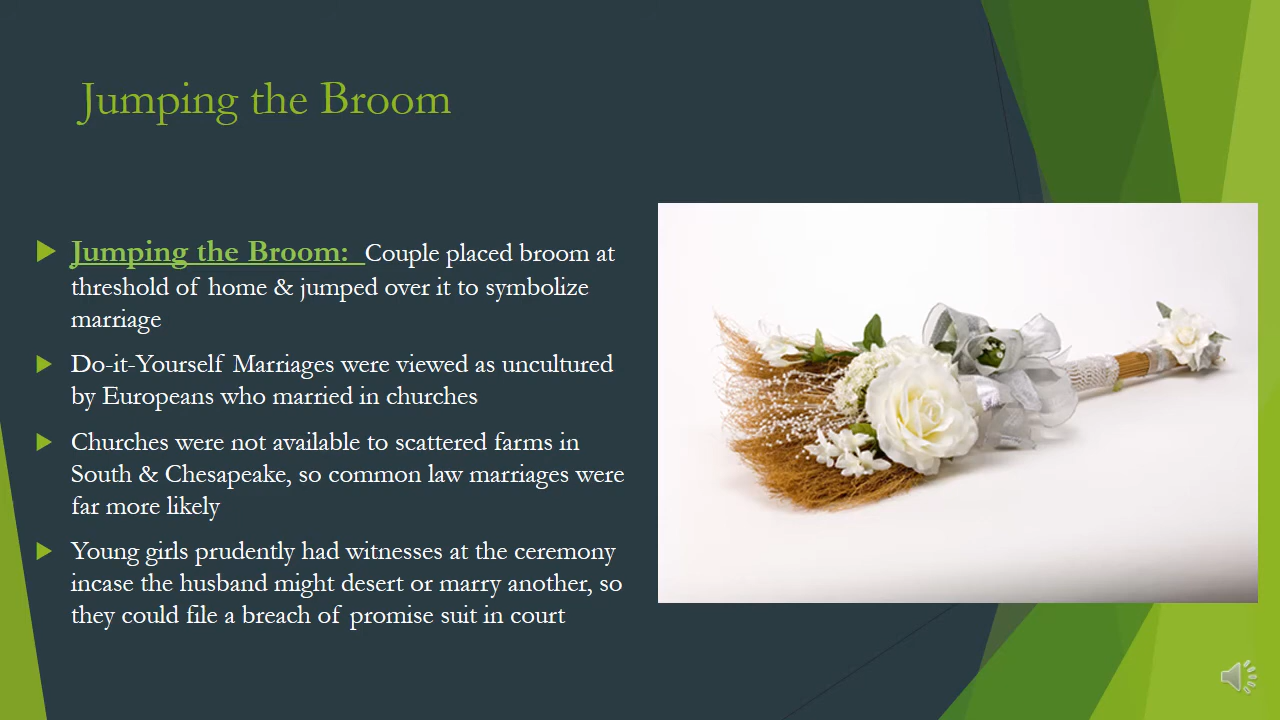 Jumping the Broom
Jumping the Broom: Couple placed broom at
threshold of home & jumped over it to symbolize
marriage
Do-it-Yourself Marriages were viewed as uncultured
by Europeans who married in churches
Churches were not available to scattered farms in
South & Chesapeake, so common law marriages were
far more likely
Young girls prudently had witnesses at the ceremony
incase the husband might desert or marry another, so
they could file a breach of promise suit in court